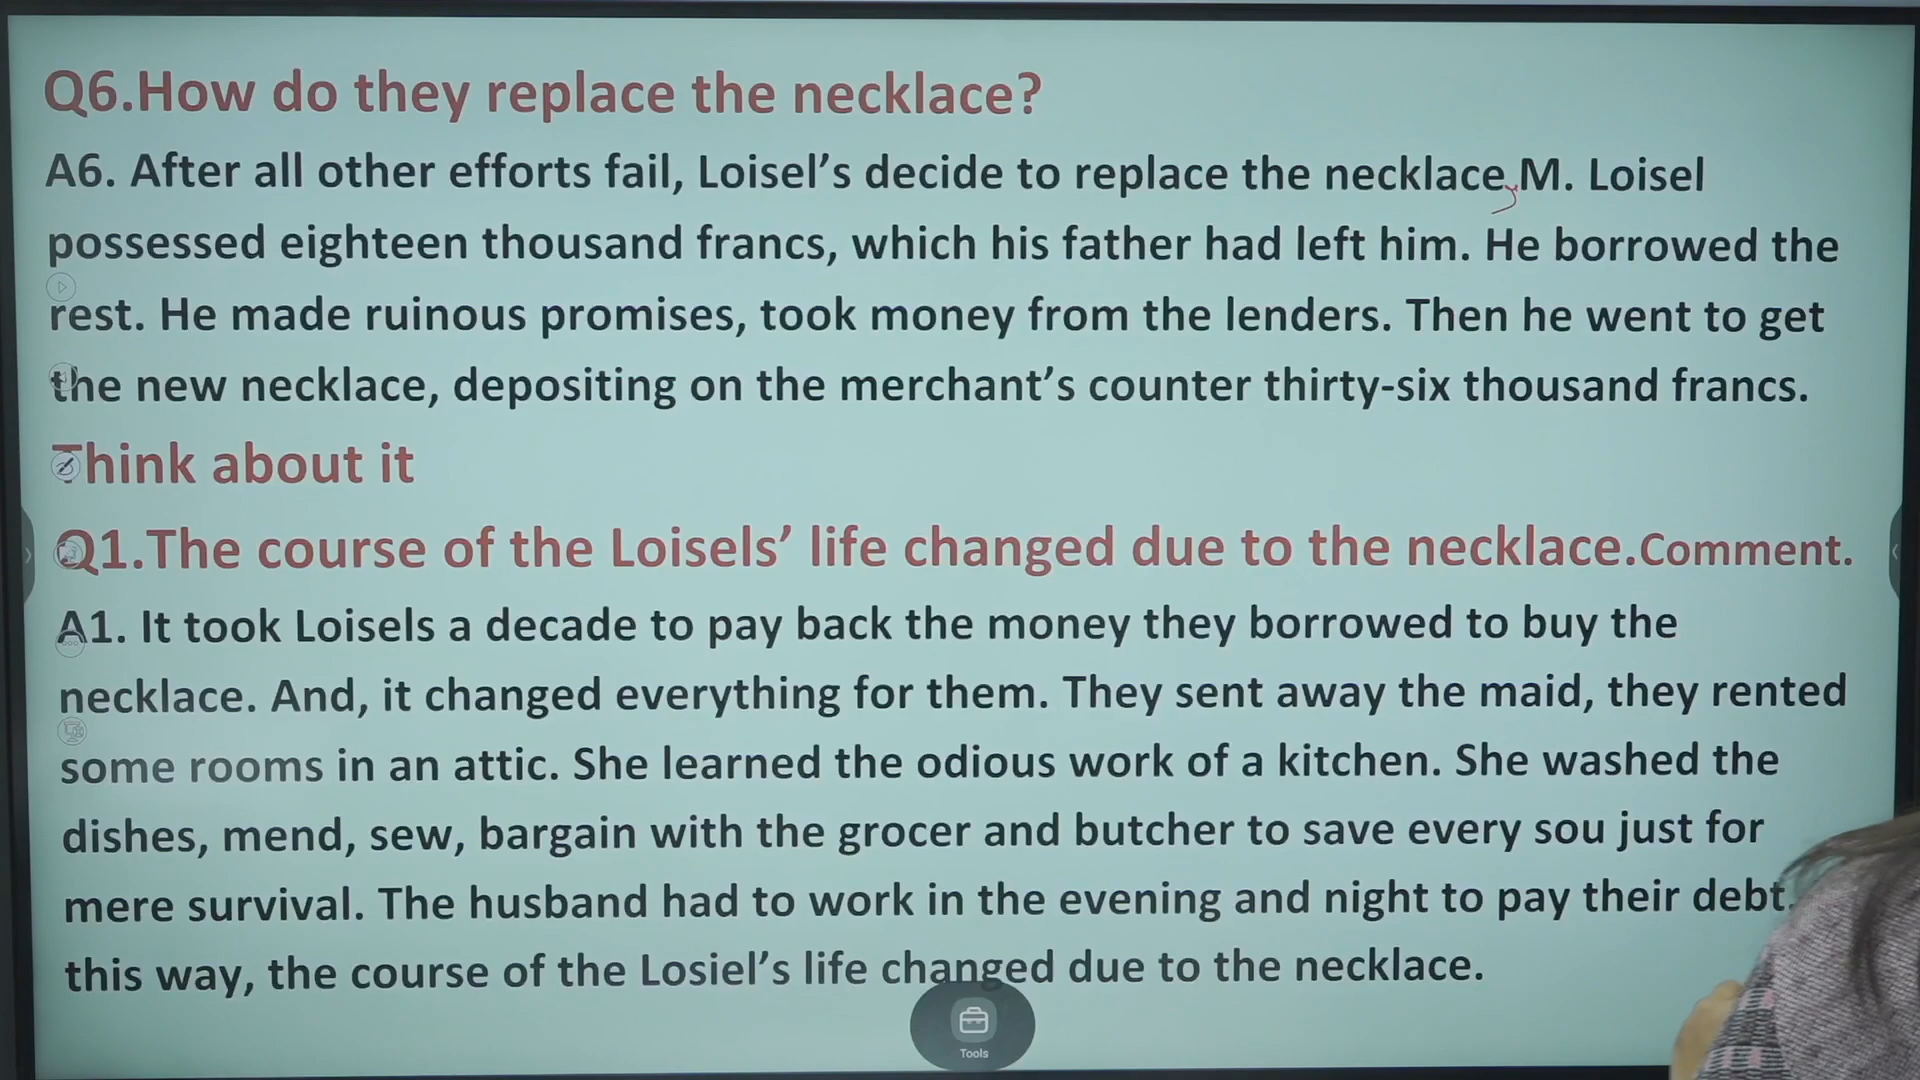 Q6.How do they replace the necklace?
A6. After all other efforts fail, Loisel’s decide to replace the necklace,M. Loisel
possessed eighteen thousand francs, which his father had left him. He borrowed the
rest. He made ruinous promises, took money from the lenders. Then he went to get
the new necklace, depositing on the merchant’s counter thirty-six thousand francs.
Think about it
Q1.The course of the Loisels’ life changed due to the necklace.Comment.
A1. It took Loisels a decade to pay back the money they borrowed to buy the
necklace. And, it changed everything for them. They sent away the maid, they rented
some rooms in an attic. She learned the odious work of a kitchen. She washed the
dishes, mend, sew, bargain with the grocer and butcher to save every sou just for
mere survival. The husband had to work in the evening and night to pay their debt.
this way, the course of the Losiel’s life changed due to the necklace.
Tools